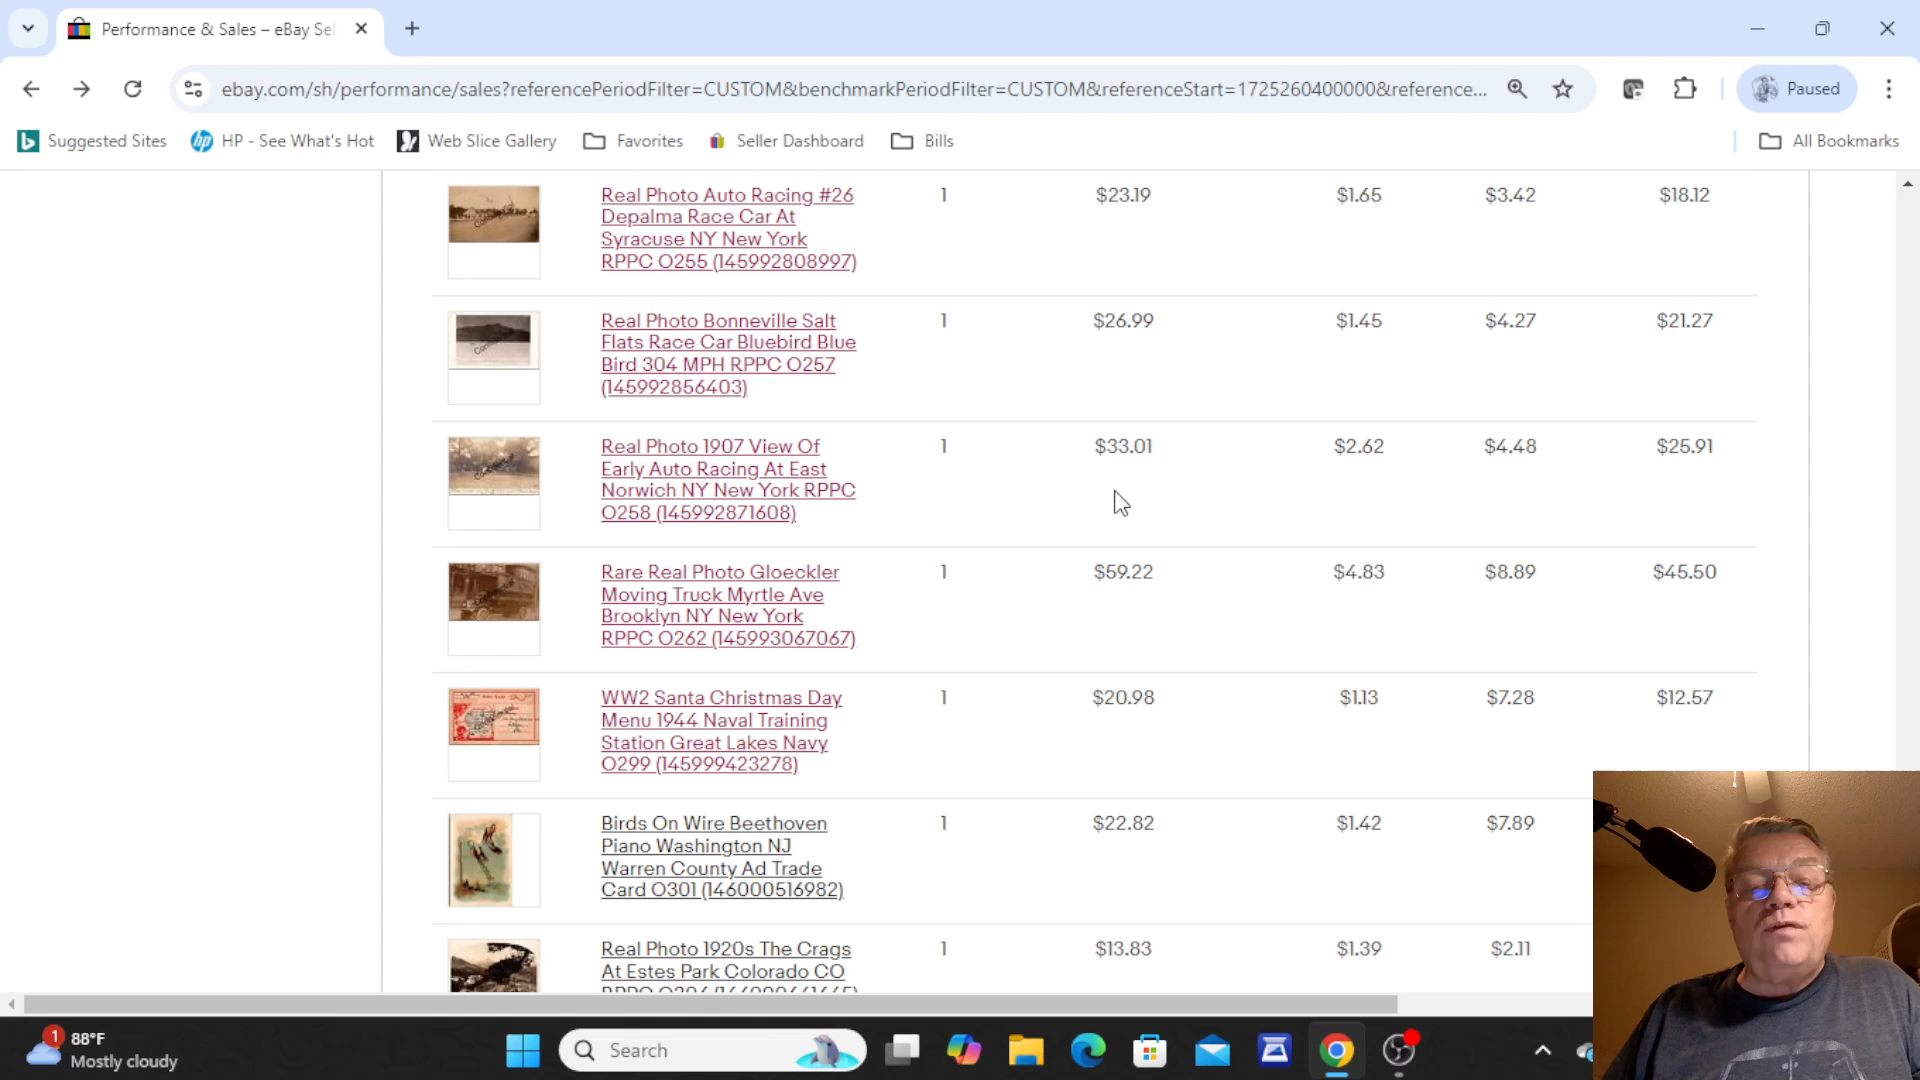 Performance & Sales – eBay Sel
ebay.com/sh/performance/sales?referencePeriodFilter=CUSTOM&benchmarkPeriodFilter=CUSTOM&referenceStart=1725260400000&reference...
Paused
Suggested Sites
HP - See What's Hot
Web Slice Gallery
Favorites
Seller Dashboard
Bills
All Bookmarks
Real Photo Auto Racing #26 1 $23.19 $1.65 $3.42 $18.12
Depalma Race Car At
Syracuse NY New York
RPPC O255 (145992808997)
Real Photo Bonneville Salt 1 $26.99 $1.45 $4.27 $21.27
Flats Race Car Bluebird Blue
Bird 304 MPH RPPC O257
(145992856403)
Real Photo 1907 View Of 1 $33.01 $2.62 $4.48 $25.91
Early Auto Racing At East
Norwich NY New York RPPC
O258 (145992871608)
Rare Real Photo Gloeckler 1 $59.22 $4.83 $8.89 $45.50
Moving Truck Myrtle Ave
Brooklyn NY New York
RPPC O262 (145993067067)
WW2 Santa Christmas Day 1 $20.98 $1.13 $7.28 $12.57
Menu 1944 Naval Training
Station Great Lakes Navy
O299 (145999423278)
Birds On Wire Beethoven 1 $22.82 $1.42 $7.89
Piano Washington NJ
Warren County Ad Trade
Card O301 (146000516982)
Real Photo 1920s The Crags 1 $13.83 $1.39 $2.11
At Estes Park Colorado CO
1
88°F
Mostly cloudy
Search